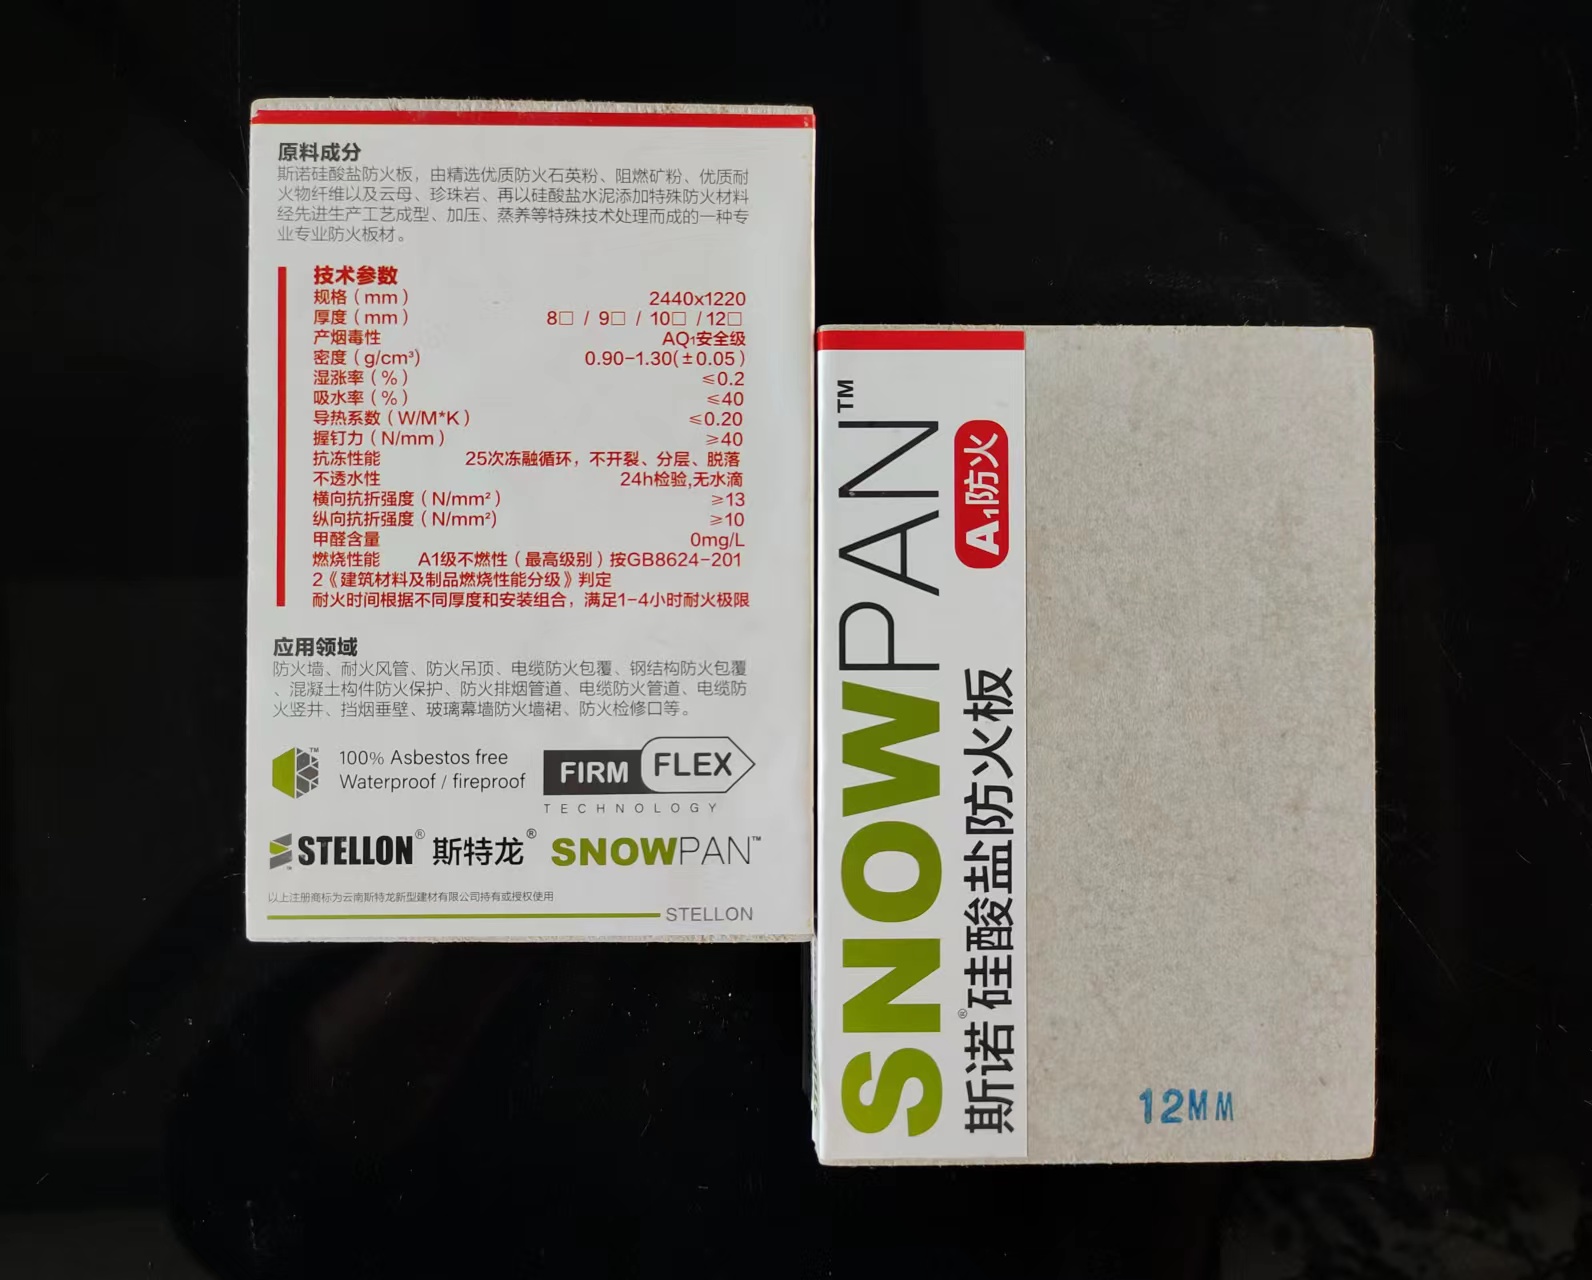 原料成分
斯诺硅酸盐防火板，由精选优质防火石英粉、阻燃矿粉、优质耐
火物纤维以及云母、珍珠岩、再以硅酸盐水泥添加特殊防火材料
经先进生产工艺成型、加压、蒸养等特殊技术处理而成的一种专
业专业防火板材。
技术参数
规格（mm） 2440x1220
厚度（mm） 8□ / 9□ / 10□ /12□
产烟毒性 AQ₁安全级
密度（g/cm³） 0.90-1.30(±0.05)
湿涨率（%） ≤0.2
吸水率（%） ≤40
导热系数（W/M*K） ≤0.20
握钉力（N/mm） ≥40
抗冻性能 25次冻融循环，不开裂、分层、脱落
不透水性 24h检验,无水滴
横向抗折强度（N/mm²） ≥13
纵向抗折强度（N/mm²) ≥10
甲醛含量 0mg/L
燃烧性能 A1级不燃性（最高级别）按GB8624-201
2《建筑材料及制品燃烧性能分级》判定
耐火时间根据不同厚度和安装组合，满足1-4小时耐火极限
应用领域
防火墙、耐火风管、防火吊顶、电缆防火包覆、钢结构防火包覆
、混凝土构件防火保护、防火排烟管道、电缆防火管道、电缆防
火竖井、挡烟垂壁、玻璃幕墙防火墙裙、防火检修口等。
TM
100% Asbestos free
Waterproof / fireproof
FIRM FLEX
TECHNOLOGY
STELLON® 斯特龙® SNOWPAN™
以上注册商标为云南斯特龙新型建材有限公司持有或授权使用
STELLON
SNOWPAN™
斯诺®硅酸盐防火板
A₁防火
12MM